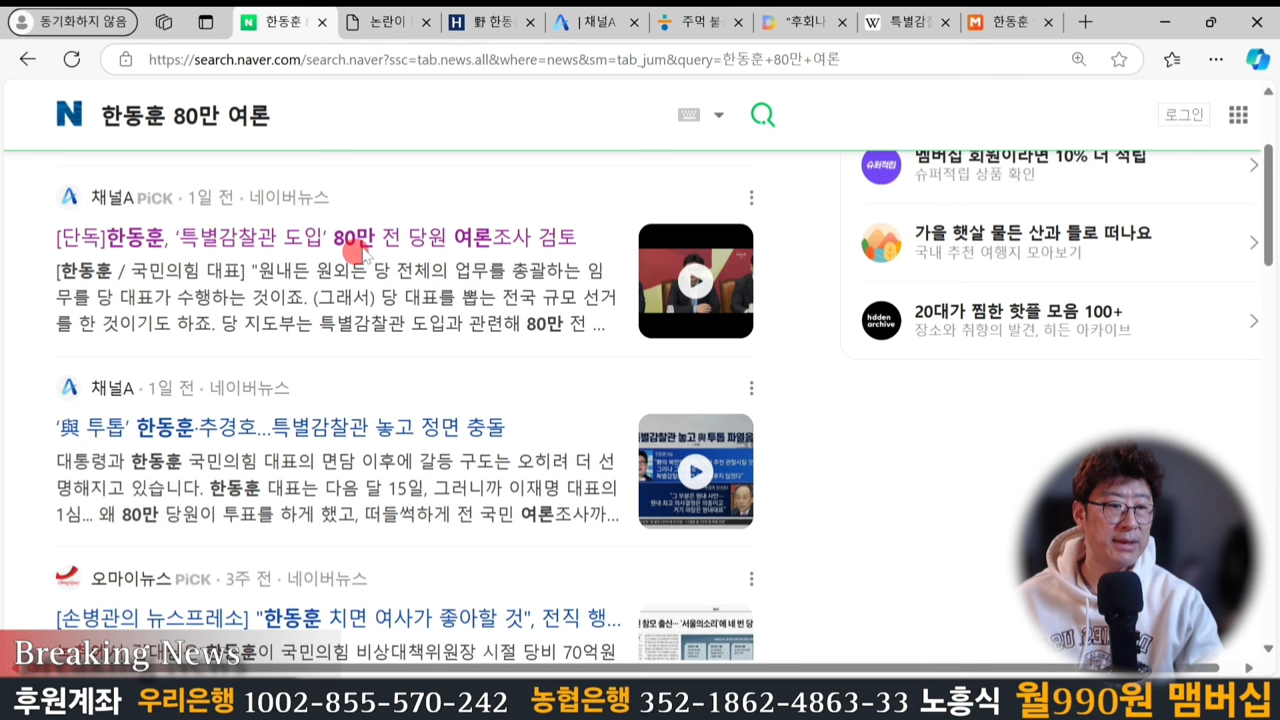 동기화하지 않음
한동훈 8
논란이
野 한동
| 채널A
주먹 불
"후회나
특별감찰
한동훈
https://search.naver.com/search.naver?ssc=tab.news.all&where=news&sm=tab_jum&query=한동훈+80만+여론
한동훈 80만 여론
로그인
채널A PiCK · 1일 전 · 네이버뉴스
[단독]한동훈, ‘특별감찰관 도입’ 80만 전 당원 여론조사 검토
[한동훈 / 국민의힘 대표] "원내든 원외든 당 전체의 업무를 총괄하는 임
무를 당 대표가 수행하는 것이죠. (그래서) 당 대표를 뽑는 전국 규모 선거
를 한 것이기도 하죠. 당 지도부는 특별감찰관 도입과 관련해 80만 전 ...
채널A · 1일 전 · 네이버뉴스
‘與 투톱’ 한동훈·추경호…특별감찰관 놓고 정면 충돌
대통령과 한동훈 국민의힘 대표의 면담 이후에 갈등 구도는 오히려 더 선
명해지고 있습니다. 한동훈 대표는 다음 달 15일, 그러니까 이재명 대표의
1심... 왜 80만 당원이 투표를 하게 했고, 떠들썩하게 전 국민 여론조사까...
별감찰관 놓고 與 투톱 파열음
오마이뉴스 PiCK · 3주 전 · 네이버뉴스
[손병관의 뉴스프레소] "한동훈 치면 여사가 좋아할 것", 전직 행...
훈이 국민의힘 비상대책위원장 시절 당비 70억원
멤버십 회원이라면 10% 더 적립
슈퍼적립 상품 확인
슈퍼적립
가을 햇살 물든 산과 들로 떠나요
국내 추천 여행지 모아보기
20대가 찜한 핫플 모음 100+
장소와 취향의 발견, 히든 아카이브
hdden
archive
Breaking News
후원계좌 우리은행 1002-855-570-242 농협은행 352-1862-4863-33 노흥식 월990원 멤버십